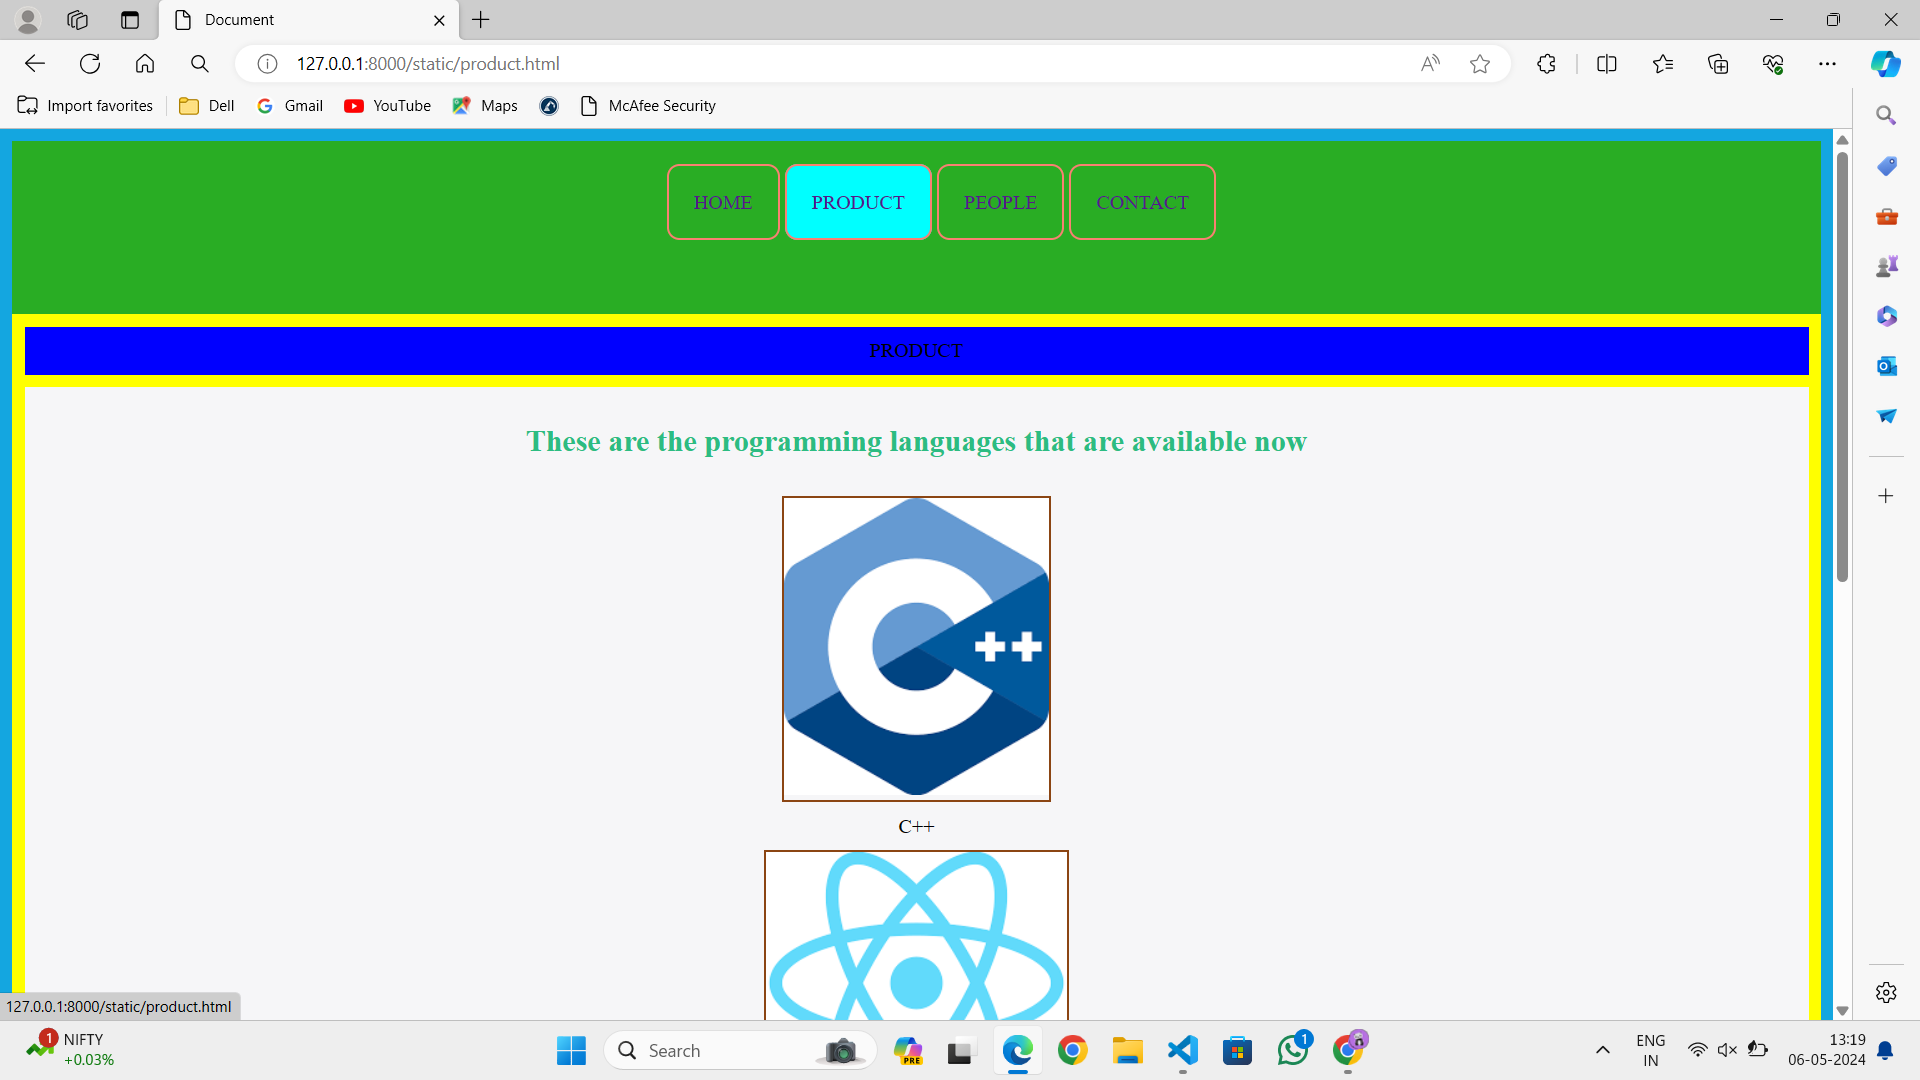 Document
127.0.0.1:8000/static/product.html
Import favorites
Dell
Gmail
YouTube
Maps
McAfee Security
HOME
PRODUCT
PEOPLE
CONTACT
PRODUCT
These are the programming languages that are available now
C++
127.0.0.1:8000/static/product.html
1
NIFTY
+0.03%
Search
PRE
1
ENG
IN
13:19
06-05-2024